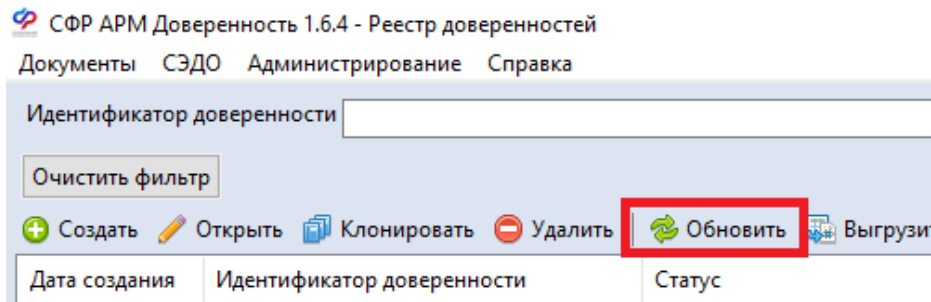 СФР АРМ Доверенность 1.6.4 - Реестр доверенностей
Документы СЭДО Администрирование Справка
Идентификатор доверенности
Очистить фильтр
Создать Открыть Клонировать Удалить Обновить Выгрузит
Дата создания Идентификатор доверенности Статус